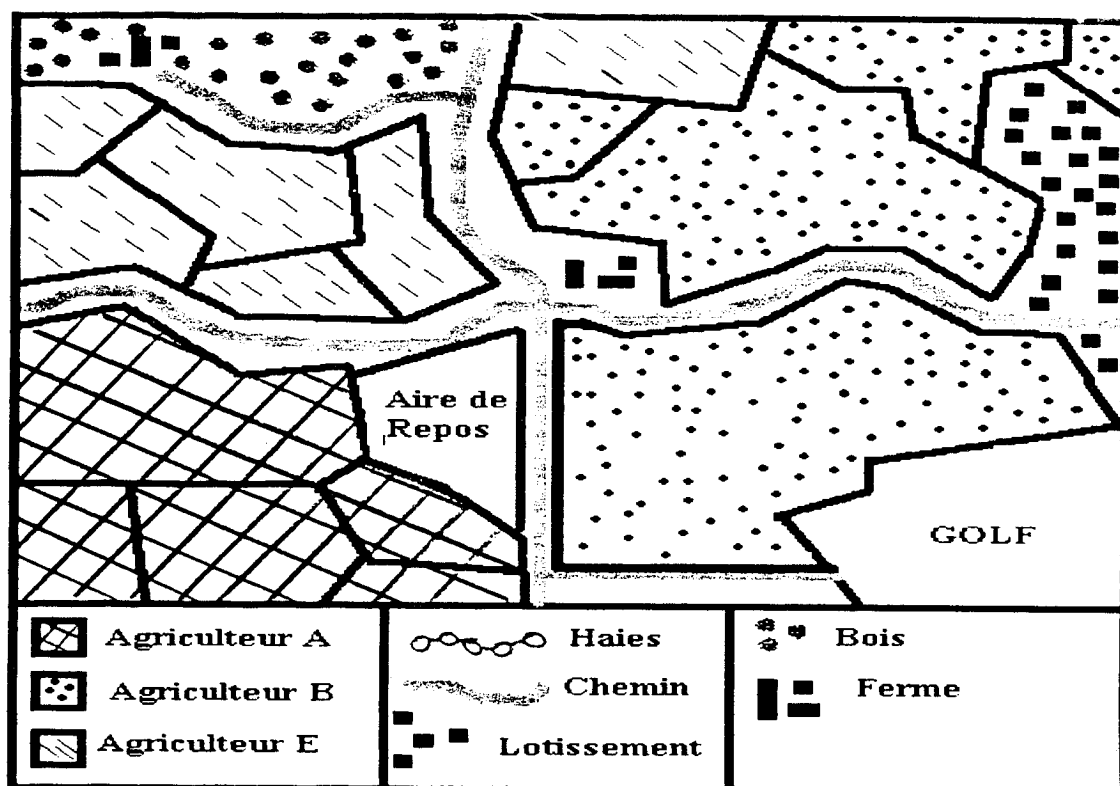 Aire de
Repos
GOLF
Agriculteur A
Agriculteur B
Agriculteur E
Haies
Chemin
Lotissement
Bois
Ferme